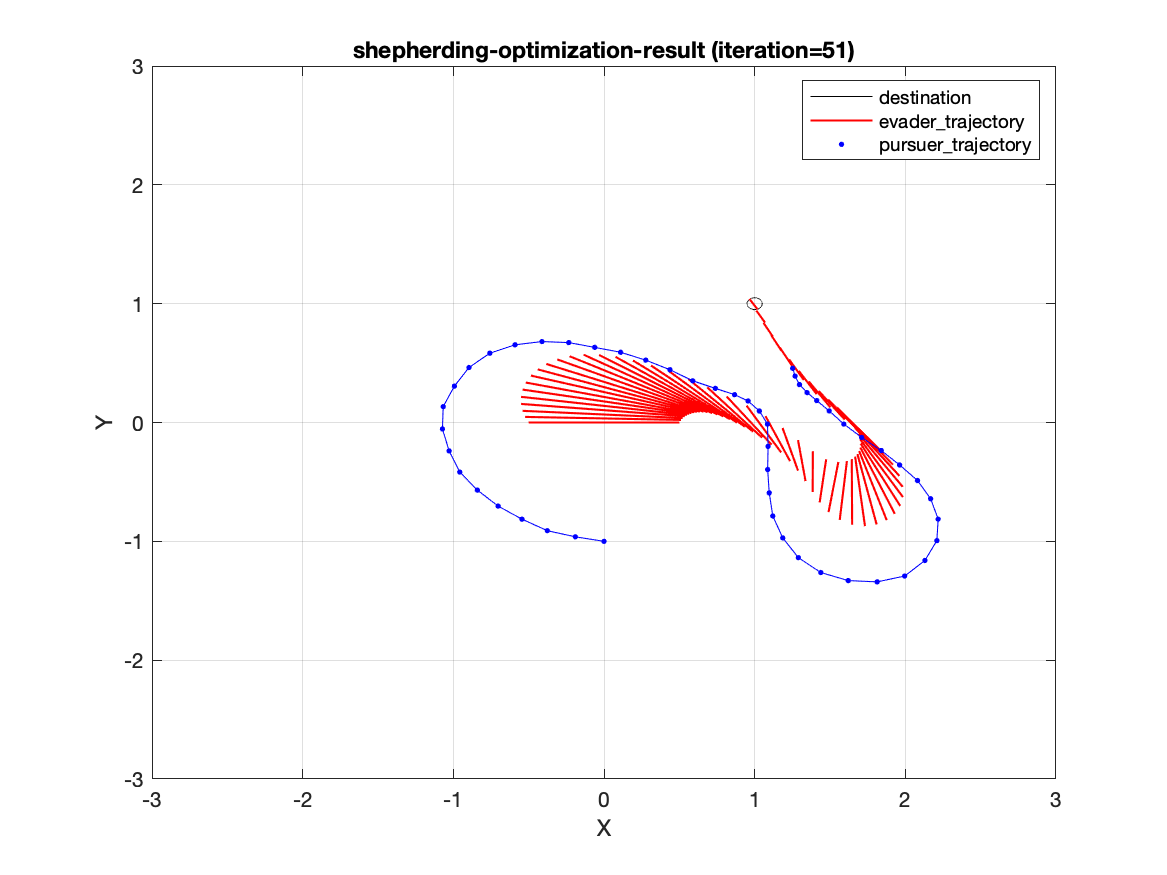 shepherding-optimization-result (iteration=51)
destination
evader_trajectory
pursuer_trajectory
3
2
1
0
-1
-2
-3
Y
-3 -2 -1 0 1 2 3
X